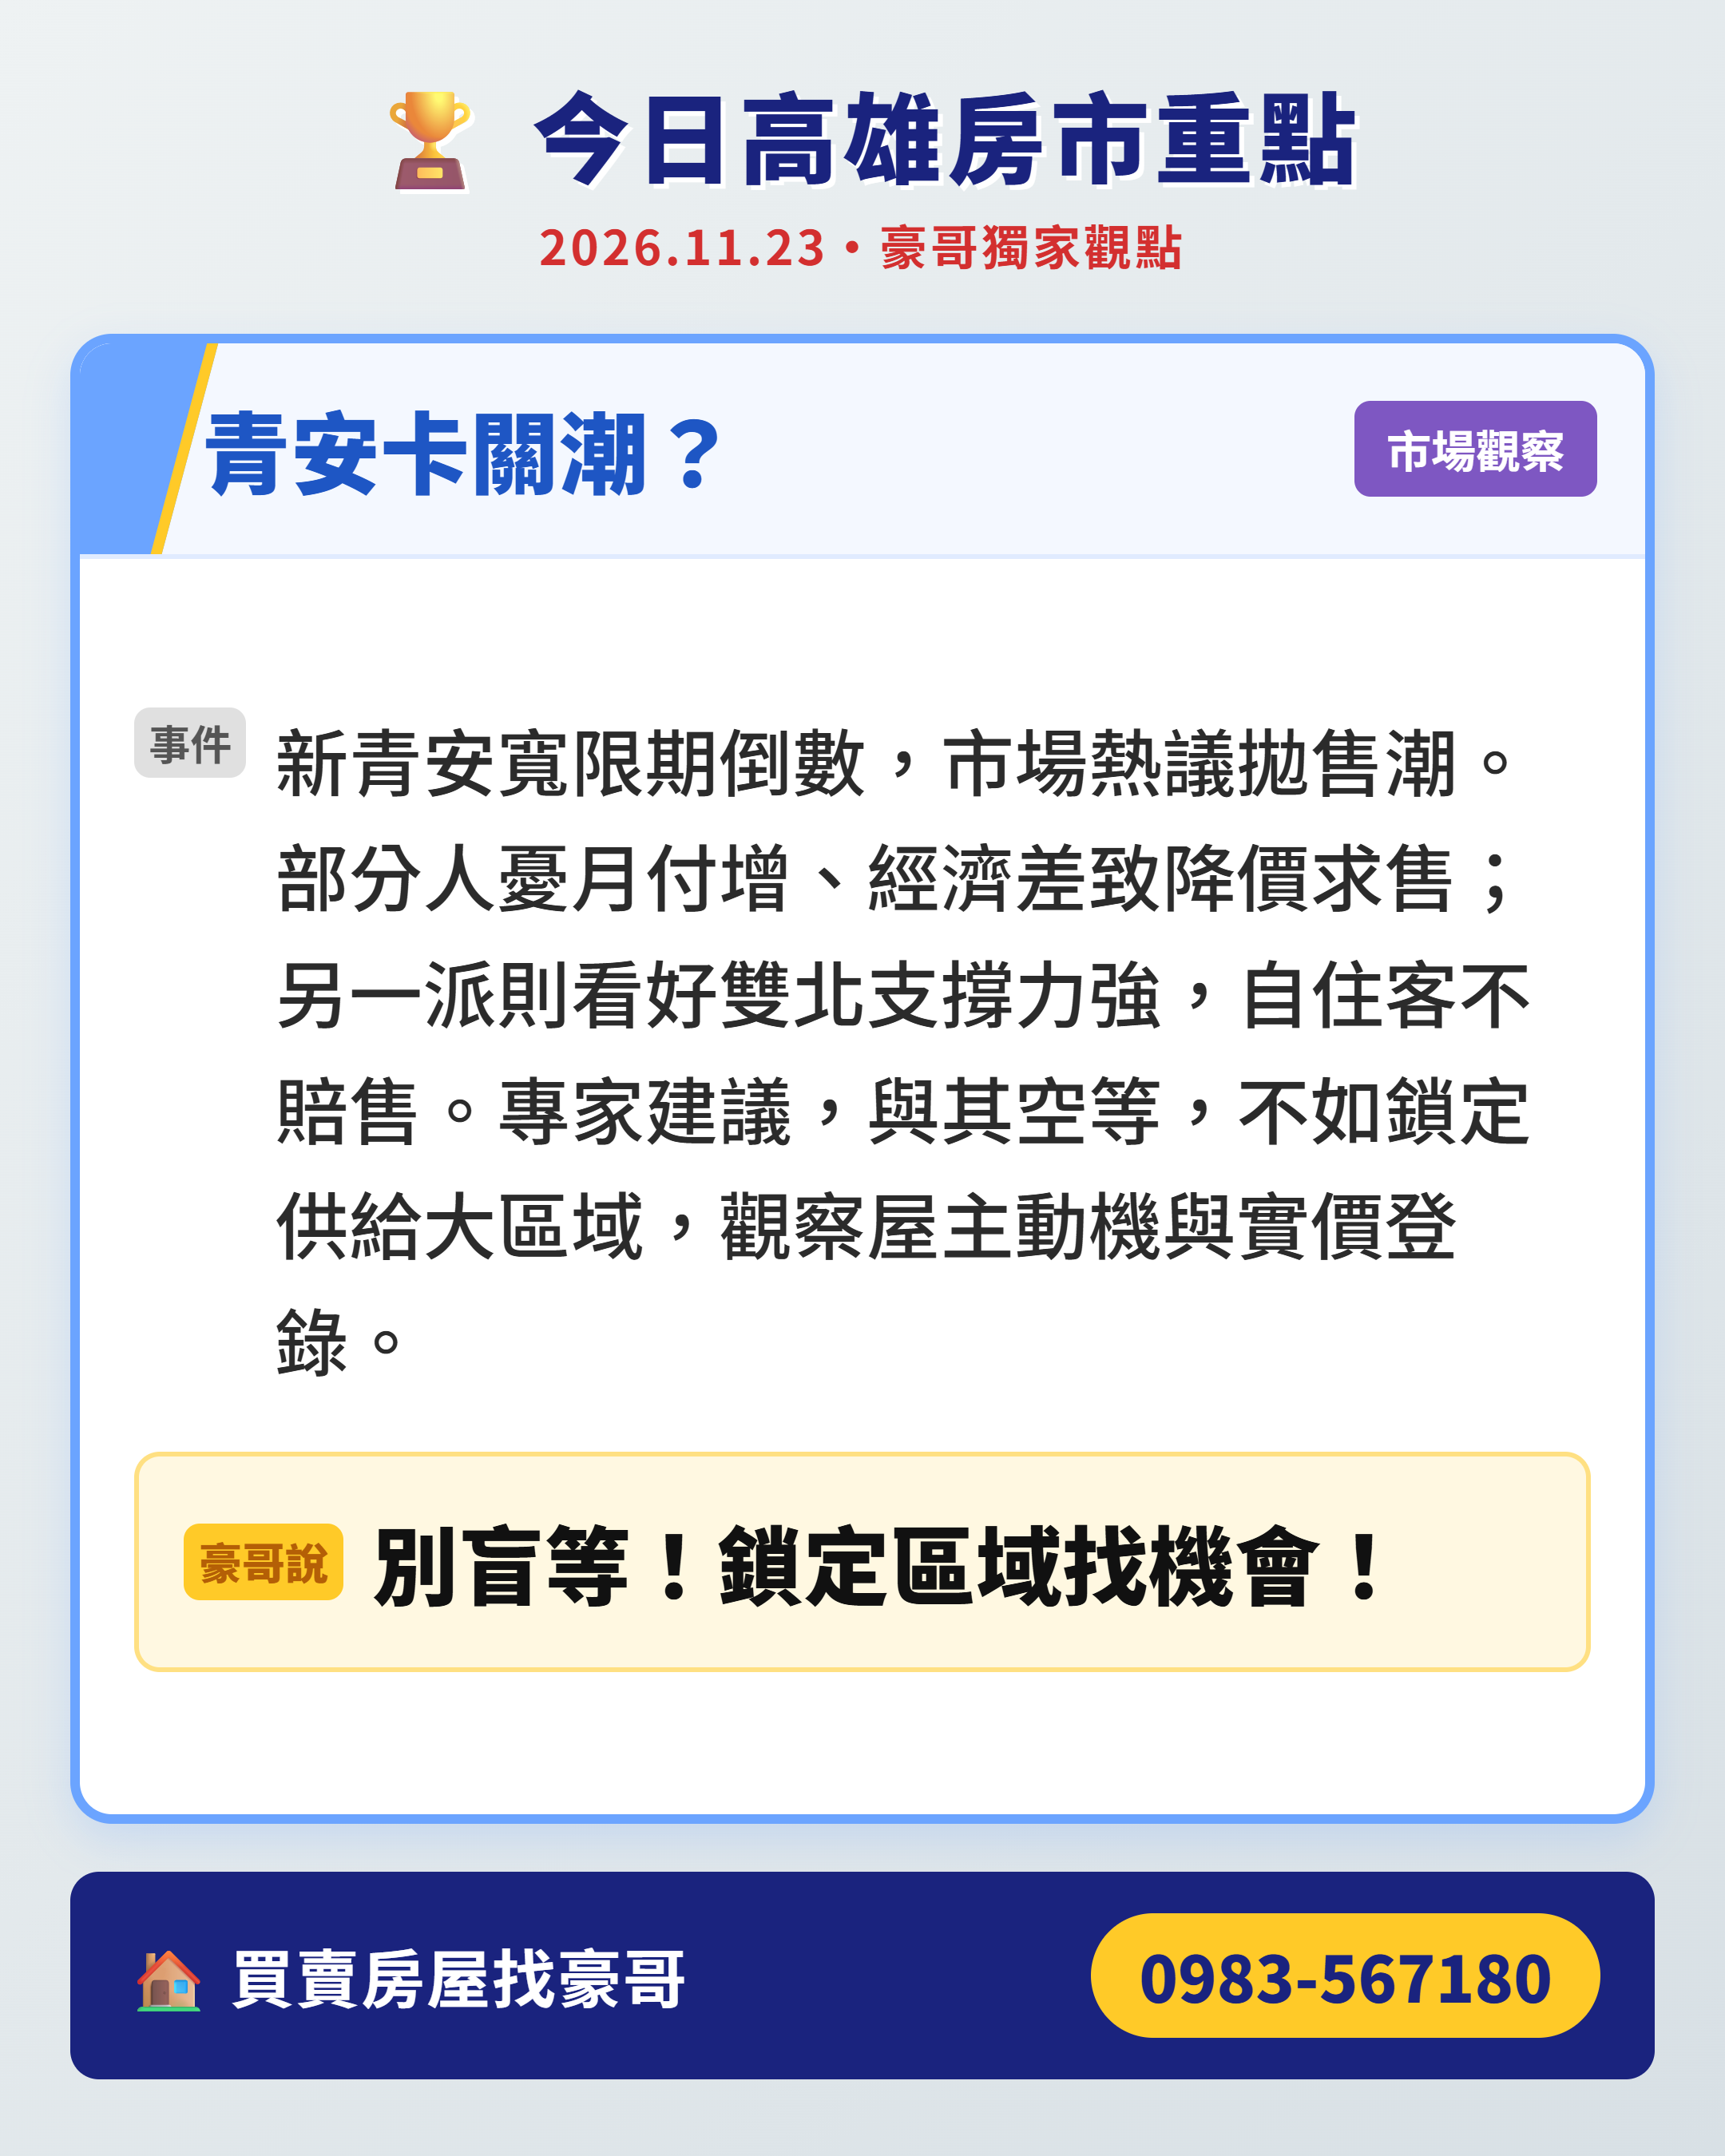 今日高雄房市重點
2026.11.23・豪哥獨家觀點
青安卡關潮？
市場觀察
事件
新青安寬限期倒數，市場熱議拋售潮。
部分人憂月付增、經濟差致降價求售；
另一派則看好雙北支撐力強，自住客不
賠售。專家建議，與其空等，不如鎖定
供給大區域，觀察屋主動機與實價登
錄。
豪哥說
別盲等！鎖定區域找機會！
買賣房屋找豪哥
0983-567180